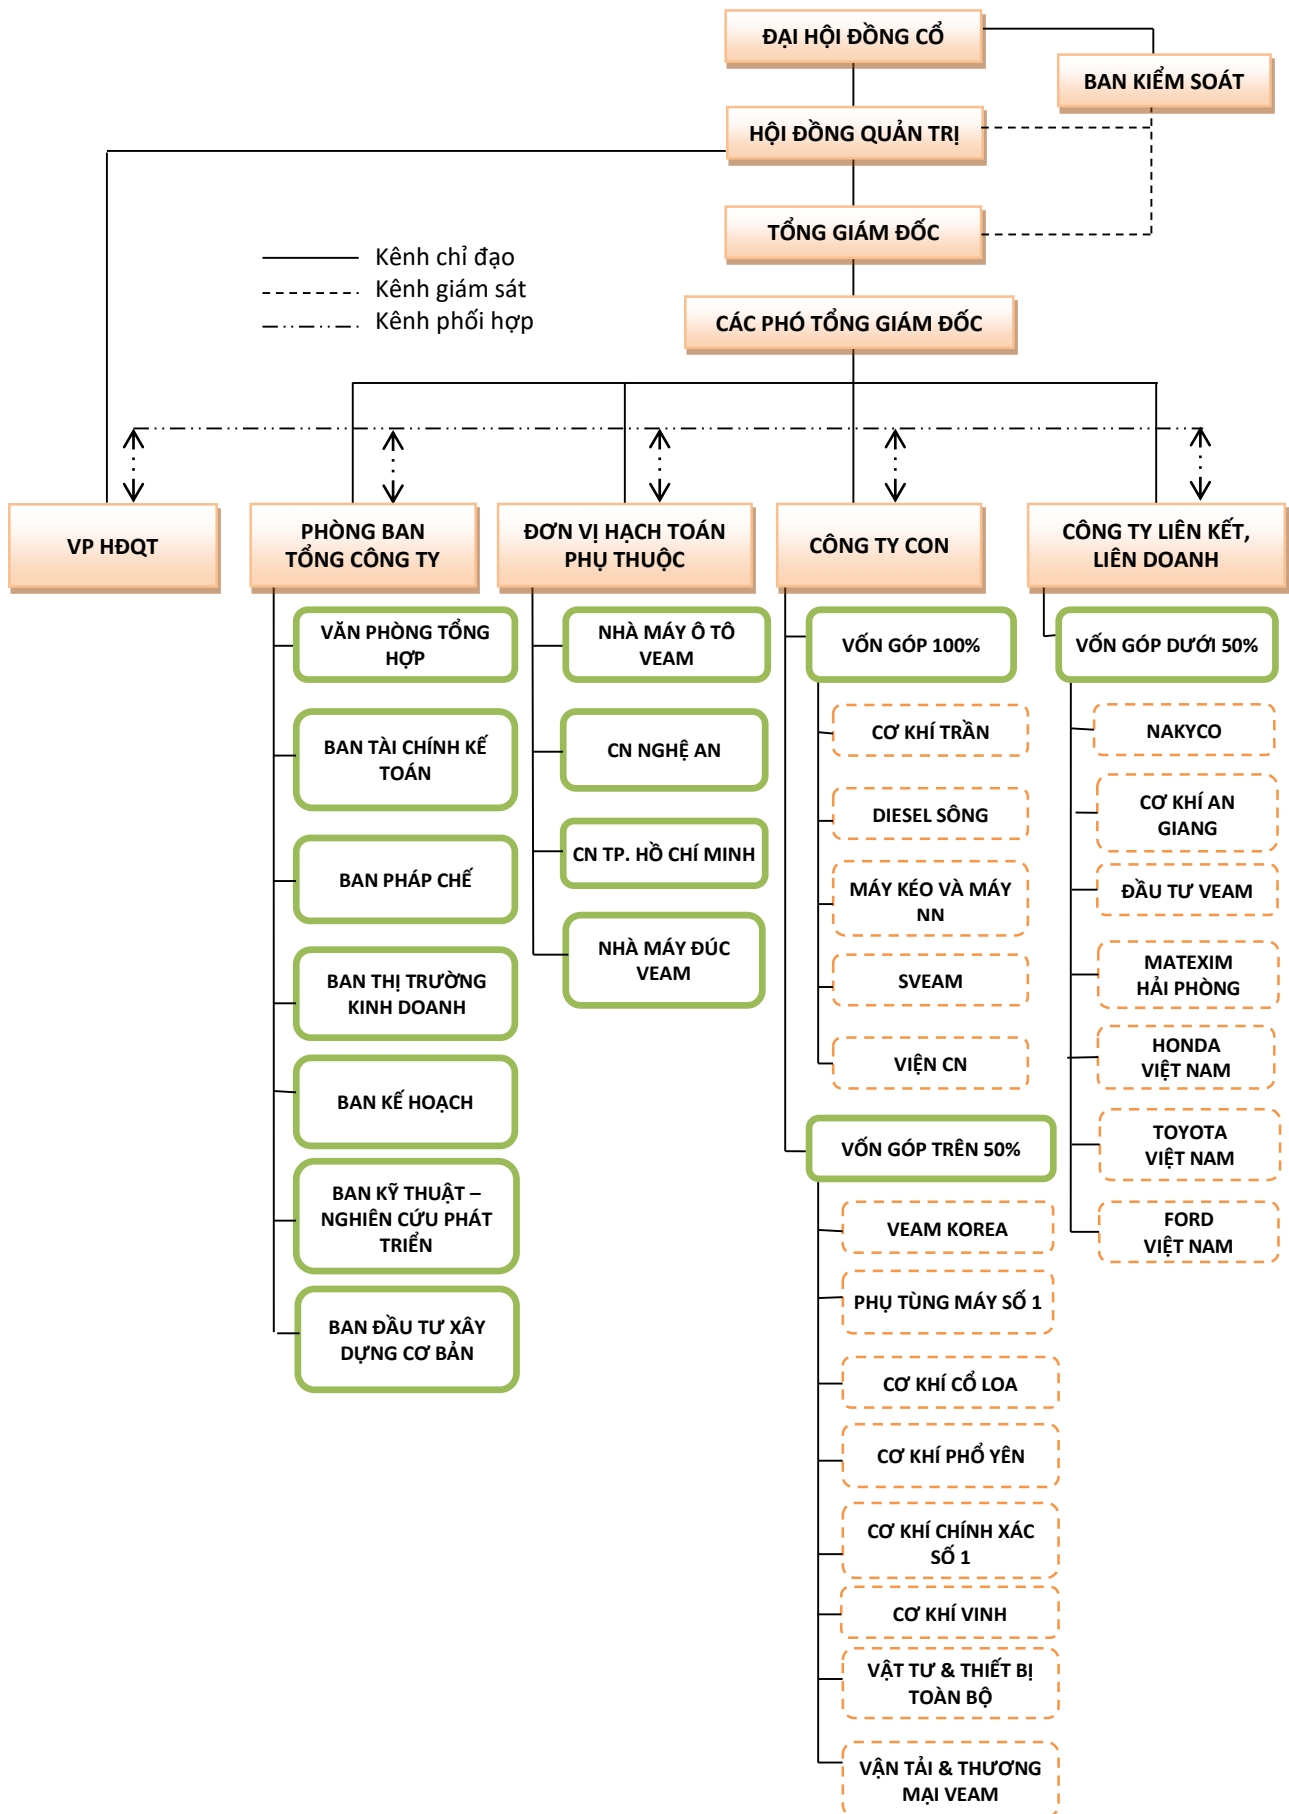 ĐẠI HỘI ĐỒNG CỔ
BAN KIỂM SOÁT
HỘI ĐỒNG QUẢN TRỊ
TỔNG GIÁM ĐỐC
Kênh chỉ đạo
Kênh giám sát
Kênh phối hợp
CÁC PHÓ TỔNG GIÁM ĐỐC
VP HĐQT
PHÒNG BAN
TỔNG CÔNG TY
ĐƠN VỊ HẠCH TOÁN
PHỤ THUỘC
CÔNG TY CON
CÔNG TY LIÊN KẾT,
LIÊN DOANH
VĂN PHÒNG TỔNG
HỢP
BAN TÀI CHÍNH KẾ
TOÁN
BAN PHÁP CHẾ
BAN THỊ TRƯỜNG
KINH DOANH
BAN KẾ HOẠCH
BAN KỸ THUẬT –
NGHIÊN CỨU PHÁT
TRIỂN
BAN ĐẦU TƯ XÂY
DỰNG CƠ BẢN
NHÀ MÁY Ô TÔ
VEAM
CN NGHỆ AN
CN TP. HỒ CHÍ MINH
NHÀ MÁY ĐÚC
VEAM
VỐN GÓP 100%
CƠ KHÍ TRẦN
DIESEL SÔNG
MÁY KÉO VÀ MÁY
NN
SVEAM
VIỆN CN
VỐN GÓP TRÊN 50%
VEAM KOREA
PHỤ TÙNG MÁY SỐ 1
CƠ KHÍ CỔ LOA
CƠ KHÍ PHỔ YÊN
CƠ KHÍ CHÍNH XÁC
SỐ 1
CƠ KHÍ VINH
VẬT TƯ & THIẾT BỊ
TOÀN BỘ
VẬN TẢI & THƯƠNG
MẠI VEAM
VỐN GÓP DƯỚI 50%
NAKYCO
CƠ KHÍ AN
GIANG
ĐẦU TƯ VEAM
MATEXIM
HẢI PHÒNG
HONDA
VIỆT NAM
TOYOTA
VIỆT NAM
FORD
VIỆT NAM